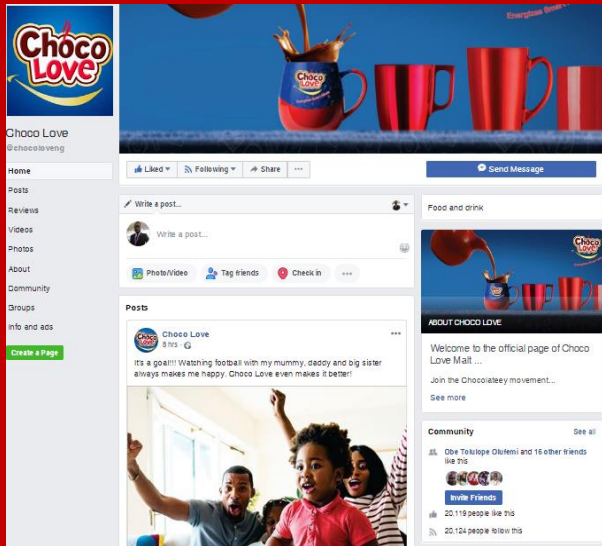 Choco
Love
Energizes Smart
Choco
Love
Choco Love
@chocoloveng
Home
Posts
Reviews
Videos
Photos
About
Community
Groups
Info and ads
Create a Page
Liked
Following
Share
Send Message
Write a post...
Write a post...
Photo/Video
Tag friends
Check in
Posts
Choco Love
8 hrs
It's a goal!!! Watching football with my mummy, daddy and big sister
always makes me happy. Choco Love even makes it better!
Food and drink
Choco
Love
ABOUT CHOCO LOVE
Welcome to the official page of Choco
Love Malt ...
Join the Chocolateey movement...
See more
Community
See all
Obe Tolulope Olufemi and 16 other friends
like this
Invite Friends
20,119 people like this
20,124 people follow this